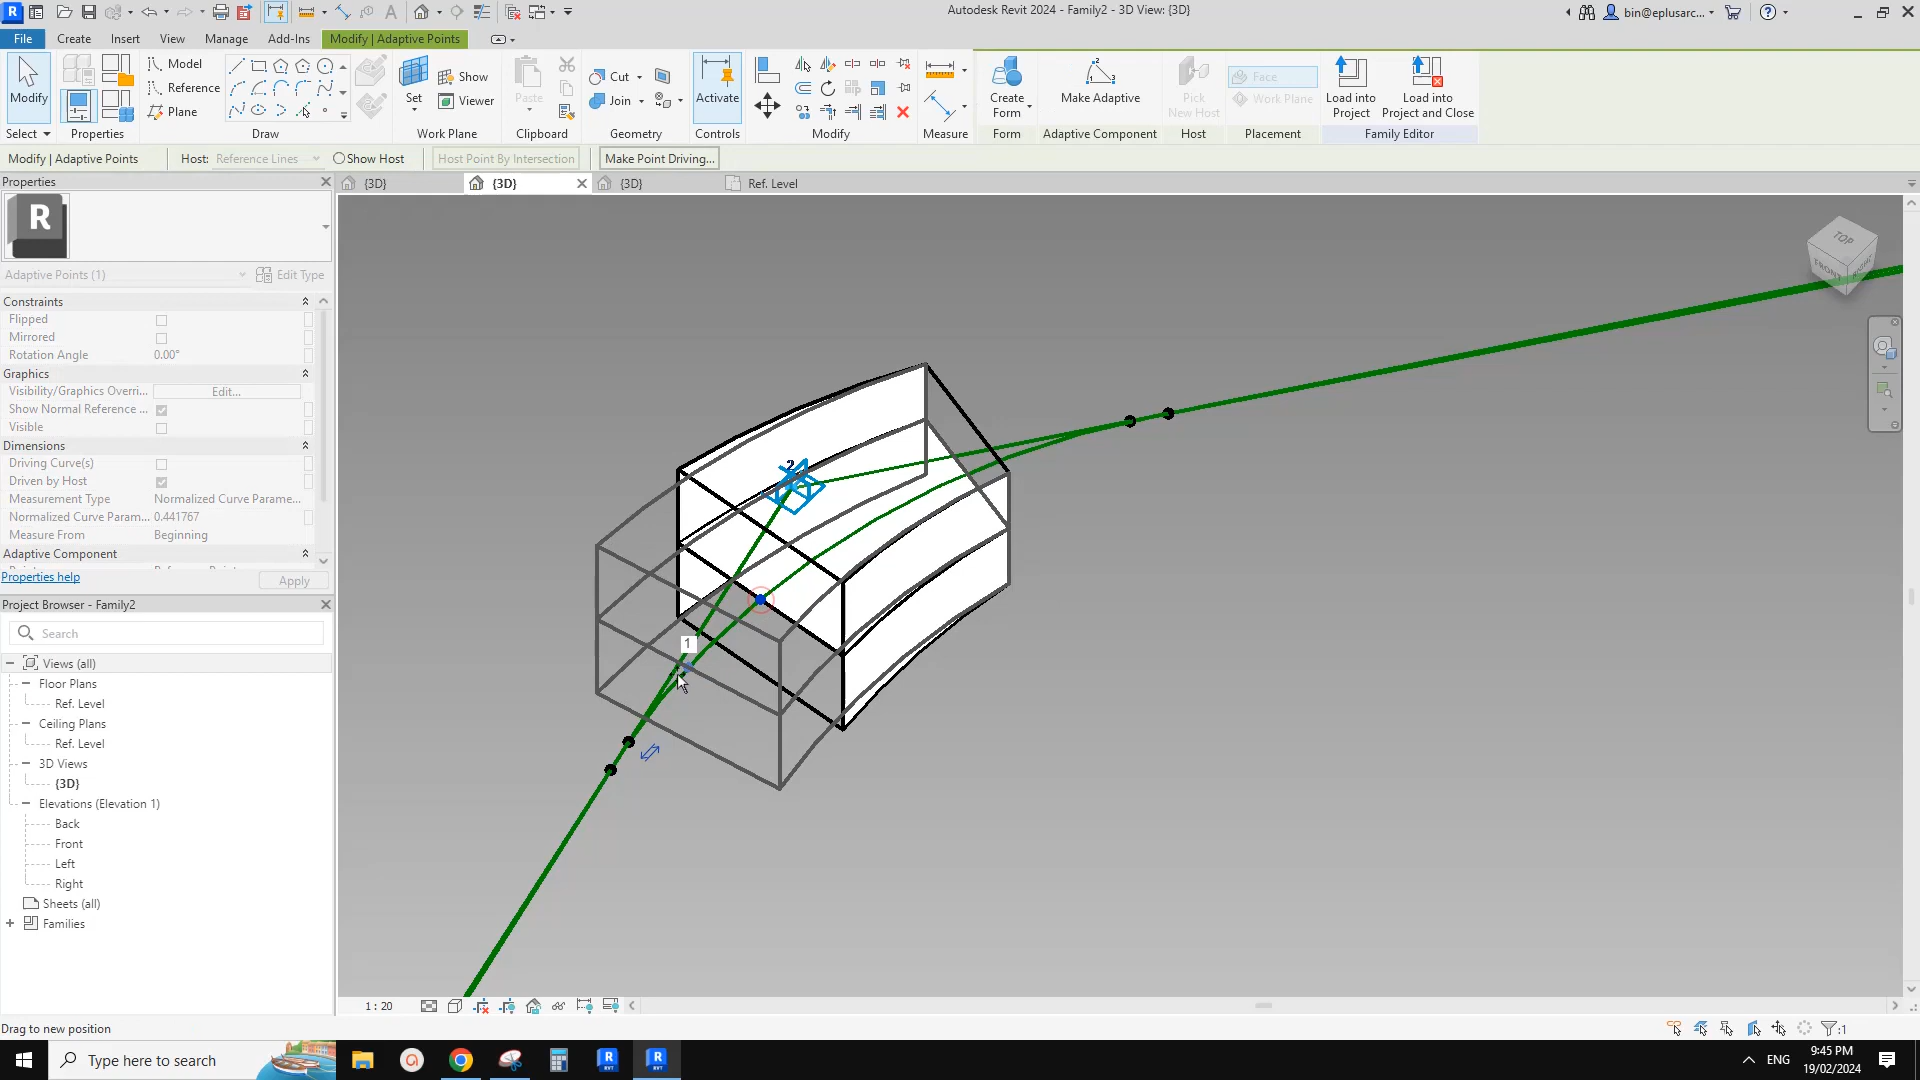 Autodesk Revit 2024 - Family2 - 3D View: {3D}
bin@eplusarc...
File
Create
Insert
View
Manage
Add-Ins
Modify | Adaptive Points
Modify
Select
Properties
Model
Reference
Plane
Draw
Set
Show
Viewer
Work Plane
Paste
Clipboard
Cut
Join
Geometry
Activate
Controls
Modify
Measure
Create
Form
Form
Make Adaptive
Adaptive Component
Pick
New Host
Host
Face
Work Plane
Placement
Load into
Project
Load into
Project and Close
Family Editor
Modify | Adaptive Points
Host: Reference Lines
Show Host
Host Point By Intersection
Make Point Driving...
Properties
{3D}
{3D}
{3D}
Ref. Level
R
Adaptive Points (1)
Edit Type
Constraints
Flipped
Mirrored
Rotation Angle 0.00°
Graphics
Visibility/Graphics Overri... Edit...
Show Normal Reference ...
Visible
Dimensions
Driving Curve(s)
Driven by Host
Measurement Type Normalized Curve Parame...
Normalized Curve Param... 0.441767
Measure From Beginning
Adaptive Component
Properties help
Apply
Project Browser - Family2
Search
Views (all)
Floor Plans
Ref. Level
Ceiling Plans
Ref. Level
3D Views
{3D}
Elevations (Elevation 1)
Back
Front
Left
Right
Sheets (all)
Families
TOP
FRONT
RIGHT
2
1
1 : 20
Drag to new position
:1
Type here to search
ENG
9:45 PM
19/02/2024